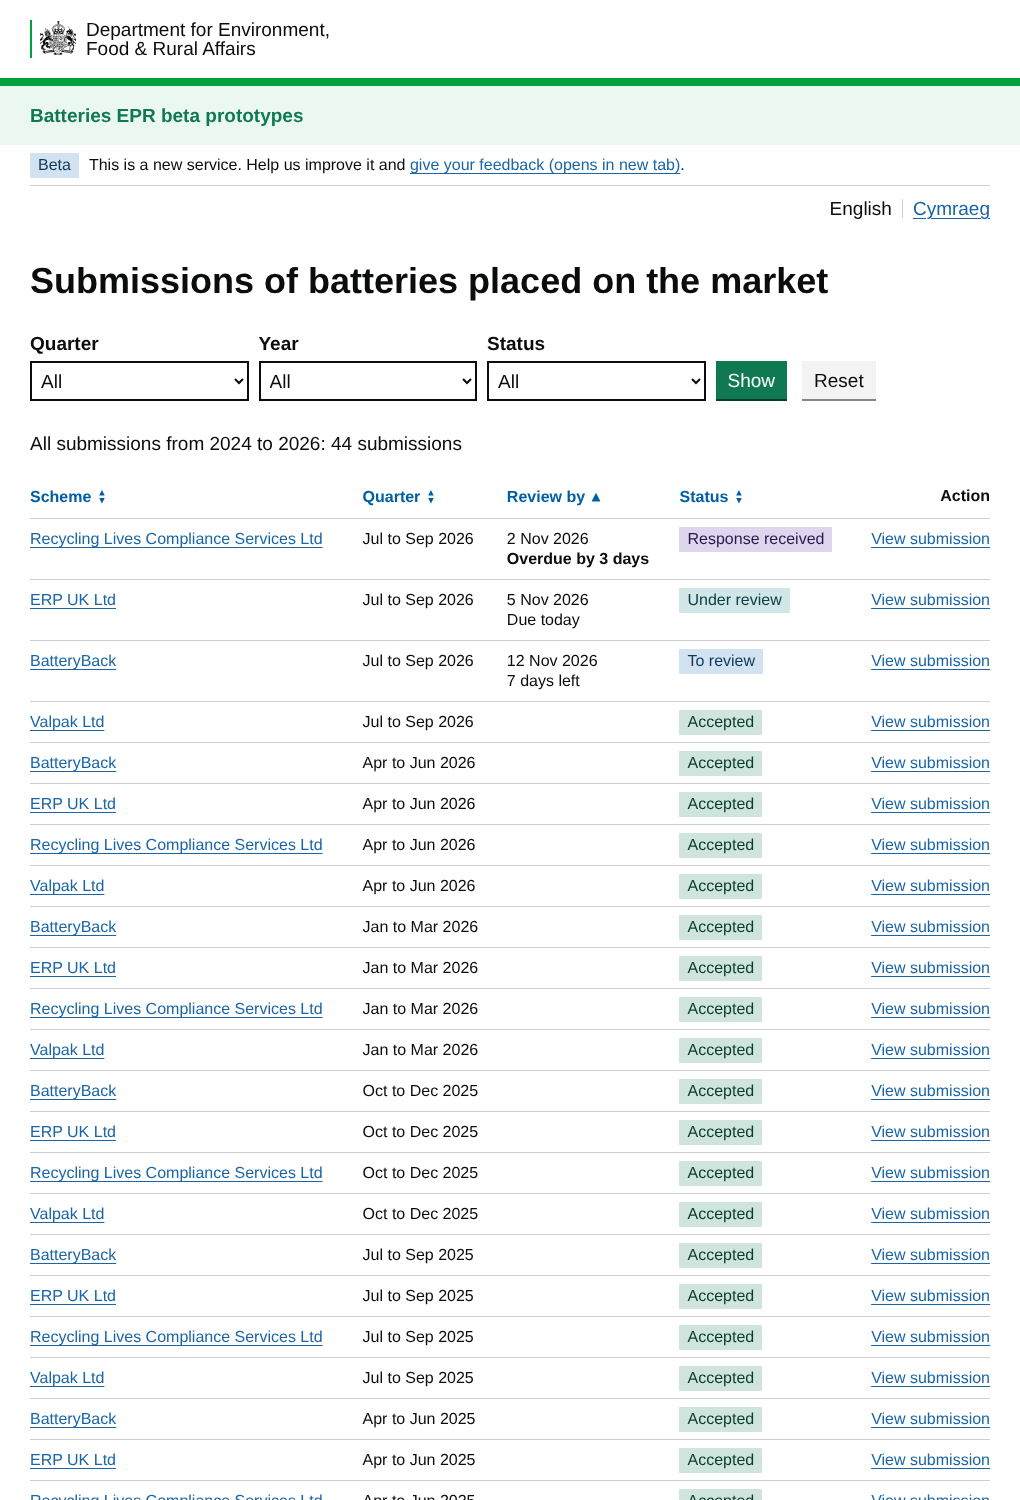 Department for Environment,
Food & Rural Affairs
Batteries EPR beta prototypes
Beta This is a new service. Help us improve it and give your feedback (opens in new tab).
English Cymraeg
Submissions of batteries placed on the market
Quarter Year Status
All All All Show Reset
All submissions from 2024 to 2026: 44 submissions
Scheme Quarter Review by Status Action
Recycling Lives Compliance Services Ltd Jul to Sep 2026 2 Nov 2026 Response received View submission
Overdue by 3 days
ERP UK Ltd Jul to Sep 2026 5 Nov 2026 Under review View submission
Due today
BatteryBack Jul to Sep 2026 12 Nov 2026 To review View submission
7 days left
Valpak Ltd Jul to Sep 2026 Accepted View submission
BatteryBack Apr to Jun 2026 Accepted View submission
ERP UK Ltd Apr to Jun 2026 Accepted View submission
Recycling Lives Compliance Services Ltd Apr to Jun 2026 Accepted View submission
Valpak Ltd Apr to Jun 2026 Accepted View submission
BatteryBack Jan to Mar 2026 Accepted View submission
ERP UK Ltd Jan to Mar 2026 Accepted View submission
Recycling Lives Compliance Services Ltd Jan to Mar 2026 Accepted View submission
Valpak Ltd Jan to Mar 2026 Accepted View submission
BatteryBack Oct to Dec 2025 Accepted View submission
ERP UK Ltd Oct to Dec 2025 Accepted View submission
Recycling Lives Compliance Services Ltd Oct to Dec 2025 Accepted View submission
Valpak Ltd Oct to Dec 2025 Accepted View submission
BatteryBack Jul to Sep 2025 Accepted View submission
ERP UK Ltd Jul to Sep 2025 Accepted View submission
Recycling Lives Compliance Services Ltd Jul to Sep 2025 Accepted View submission
Valpak Ltd Jul to Sep 2025 Accepted View submission
BatteryBack Apr to Jun 2025 Accepted View submission
ERP UK Ltd Apr to Jun 2025 Accepted View submission
Recycling Lives Compliance Services Ltd Apr to Jun 2025 Accepted View submission